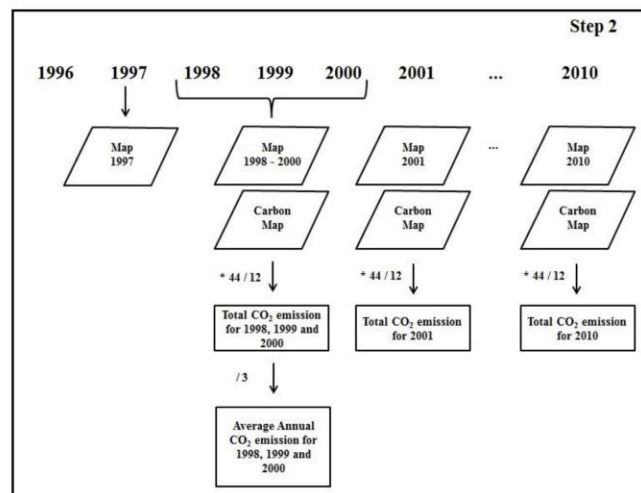 Step 2
1996 1997 1998 1999 2000 2001 ... 2010
Map
1997
Map
1998 - 2000
Map
2001
...
Map
2010
Carbon
Map
Carbon
Map
Carbon
Map
* 44 / 12
* 44 / 12
* 44 / 12
Total CO₂ emission
for 1998, 1999 and
2000
Total CO₂ emission
for 2001
Total CO₂ emission
for 2010
/ 3
Average Annual
CO₂ emission for
1998, 1999 and
2000